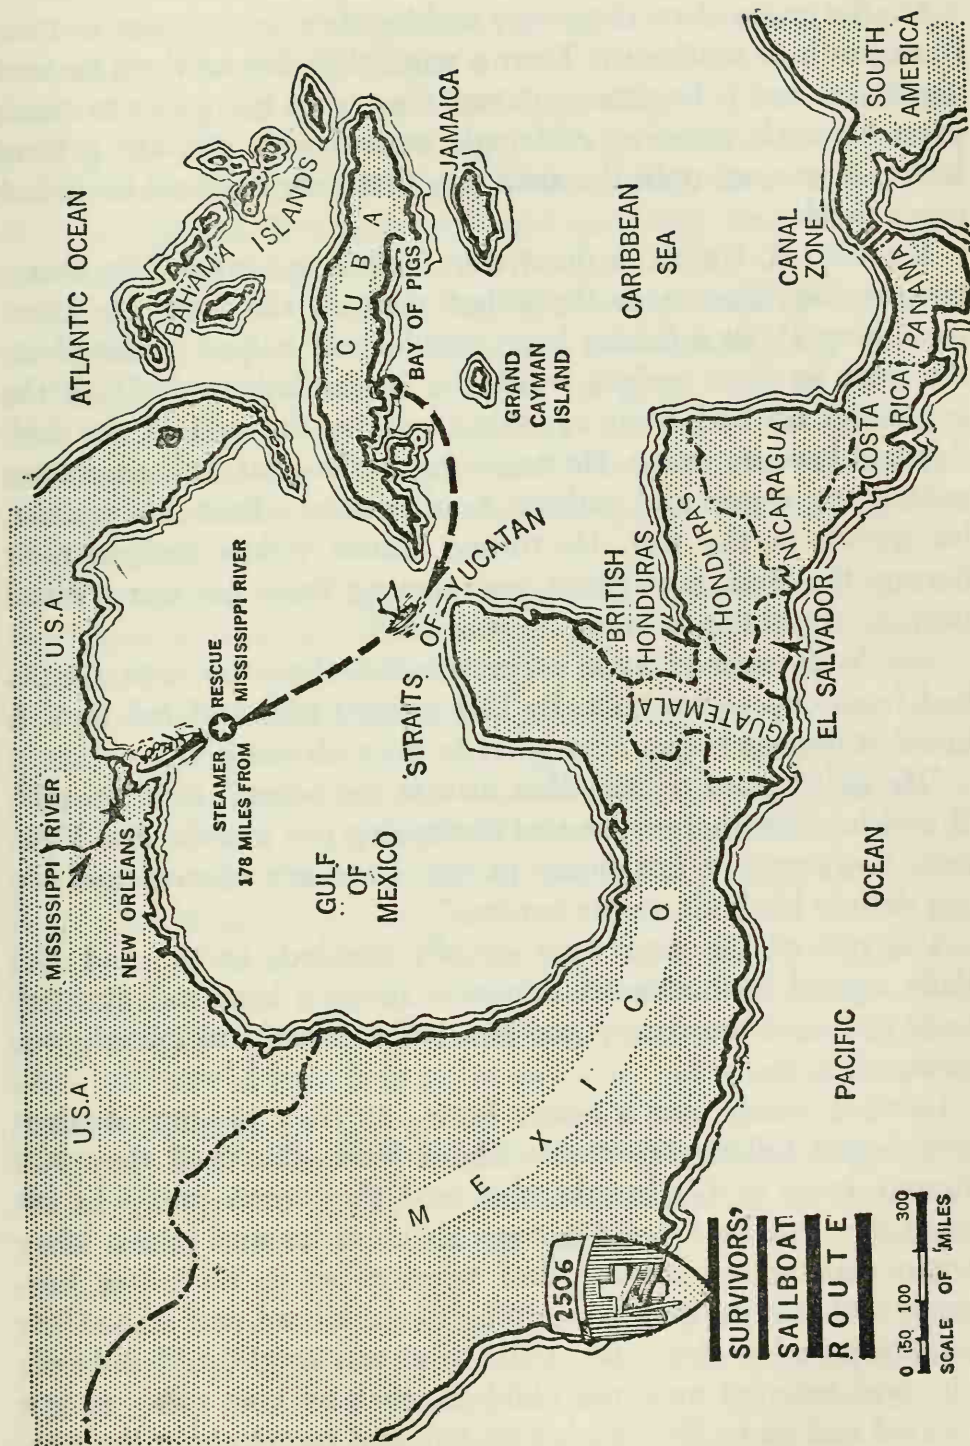 ATLANTIC OCEAN
BAHAMA
ISLANDS
U.S.A.
U.S.A.
MISSISSIPPI RIVER
NEW ORLEANS
STEAMER RESCUE
178 MILES FROM MISSISSIPPI RIVER
GULF
OF
MEXICO
STRAITS OF YUCATAN
CUBA
BAY OF PIGS
JAMAICA
GRAND
CAYMAN
ISLAND
CARIBBEAN
SEA
MEXICO
BRITISH
HONDURAS
GUATEMALA
HONDURAS
EL SALVADOR
NICARAGUA
COSTA
RICA
PANAMA
CANAL
ZONE
SOUTH
AMERICA
PACIFIC OCEAN
2506
SURVIVORS'
SAILBOAT
ROUTE
0 50 100 300
SCALE OF MILES